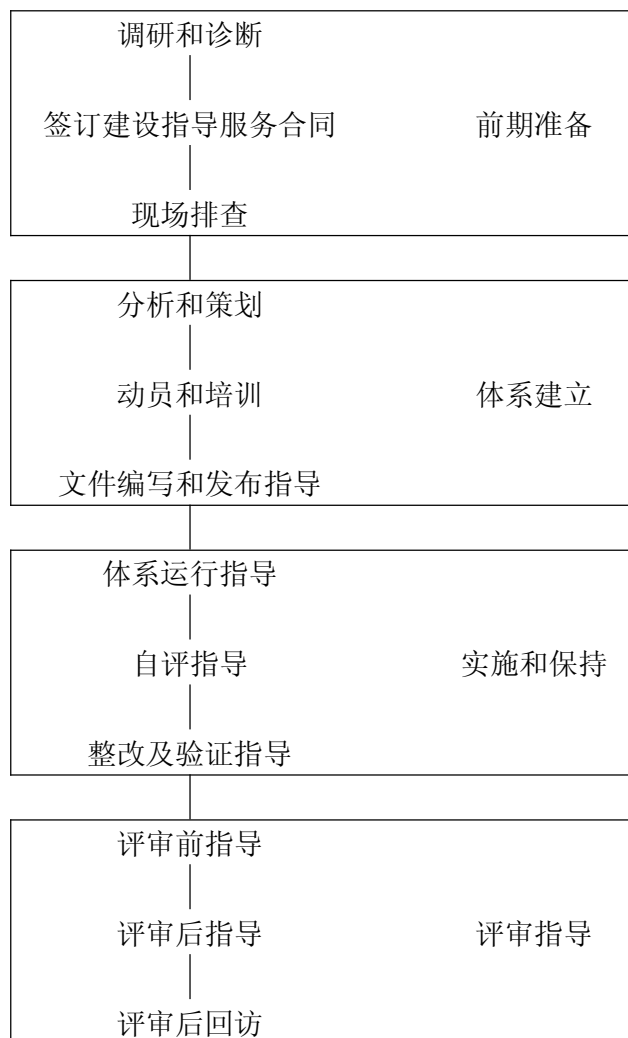 调研和诊断
签订建设指导服务合同 前期准备
现场排查
分析和策划
动员和培训 体系建立
文件编写和发布指导
体系运行指导
自评指导 实施和保持
整改及验证指导
评审前指导
评审后指导 评审指导
评审后回访